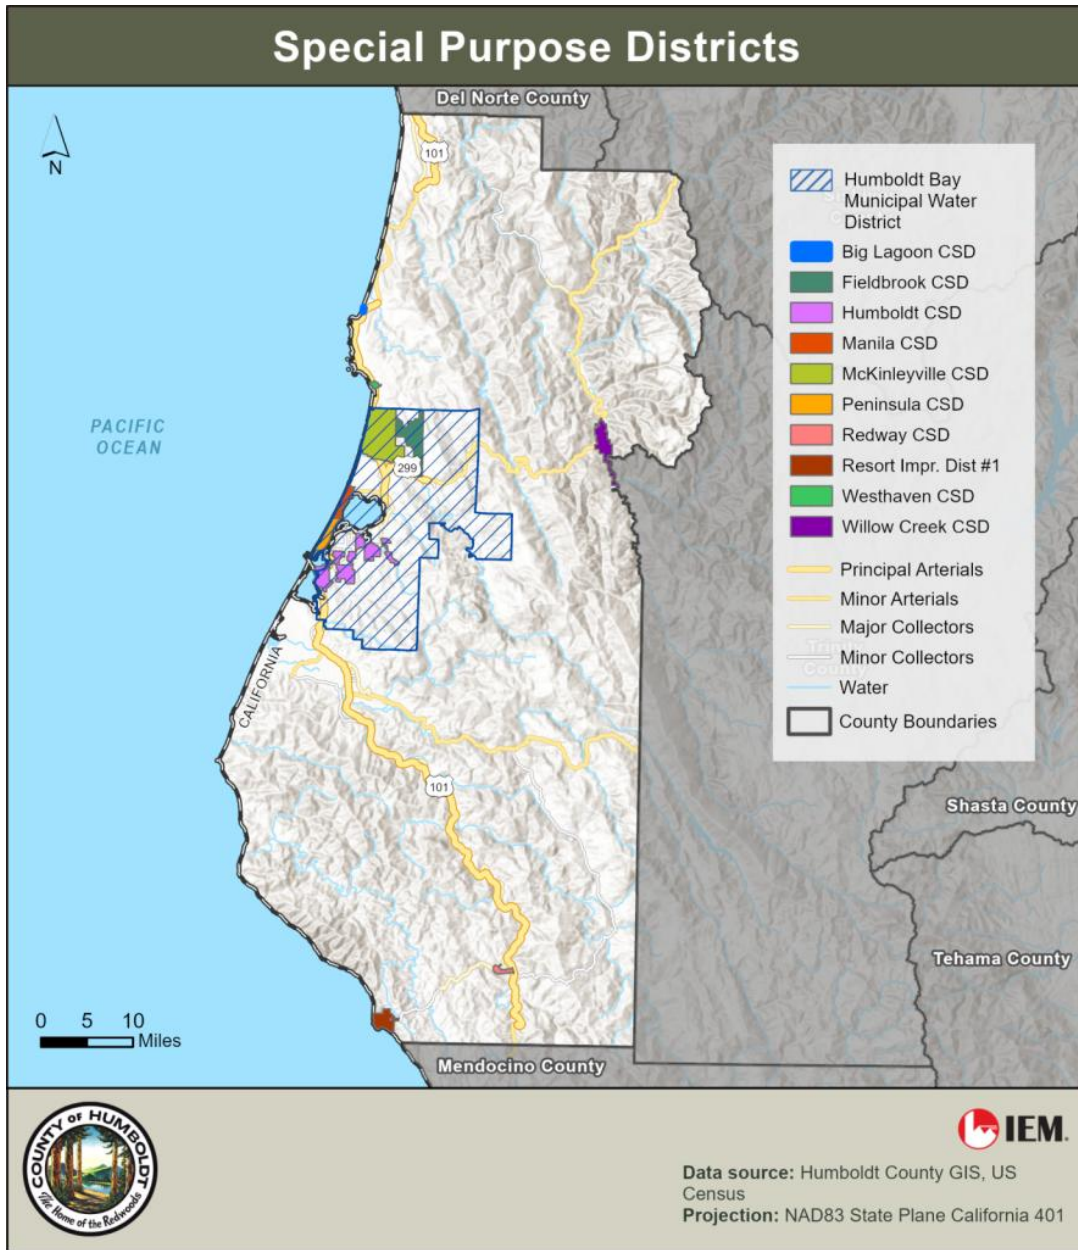 Special Purpose Districts
Del Norte County
N
101
Humboldt Bay
Municipal Water
District
Big Lagoon CSD
Fieldbrook CSD
Humboldt CSD
Manila CSD
McKinleyville CSD
Peninsula CSD
Redway CSD
Resort Impr. Dist #1
Westhaven CSD
Willow Creek CSD
Principal Arterials
Minor Arterials
Major Collectors
Minor Collectors
Water
County Boundaries
PACIFIC
OCEAN
299
CALIFORNIA
101
Shasta County
Tehama County
0 5 10
Miles
Mendocino County
COUNTY OF HUMBOLDT
The Home of the Redwoods
IEM.
Data source: Humboldt County GIS, US
Census
Projection: NAD83 State Plane California 401